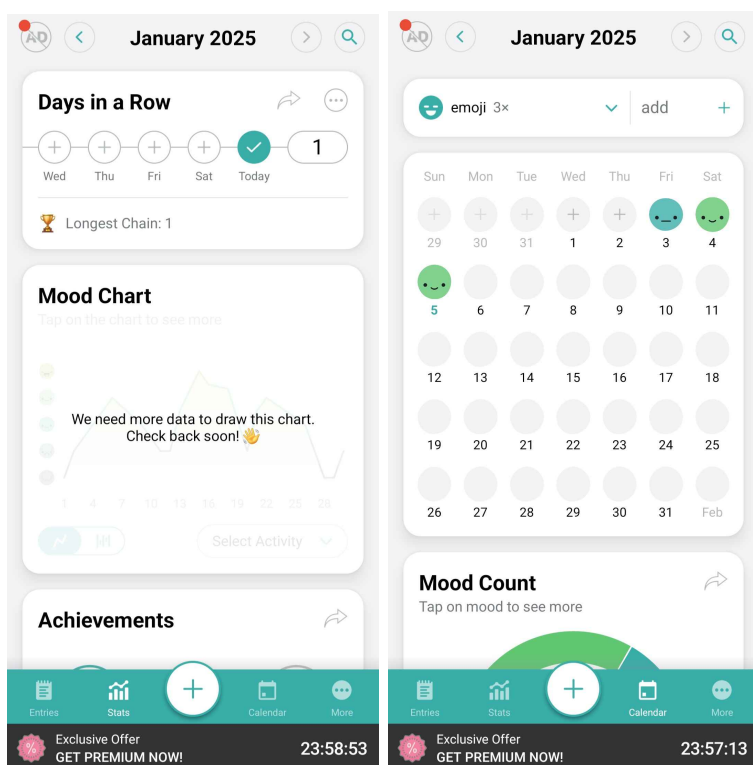 AD
January 2025
Days in a Row
1
Wed Thu Fri Sat Today
Longest Chain: 1
Mood Chart
Tap on the chart to see more
We need more data to draw this chart.
Check back soon! 👋
1 4 7 10 13 16 19 22 25 28
Select Activity
Achievements
Entries Stats Calendar More
%
Exclusive Offer
GET PREMIUM NOW!
23:58:53
AD
January 2025
emoji 3× add +
Sun Mon Tue Wed Thu Fri Sat
29 30 31 1 2 3 4
5 6 7 8 9 10 11
12 13 14 15 16 17 18
19 20 21 22 23 24 25
26 27 28 29 30 31 Feb
Mood Count
Tap on mood to see more
Entries Stats Calendar More
%
Exclusive Offer
GET PREMIUM NOW!
23:57:13